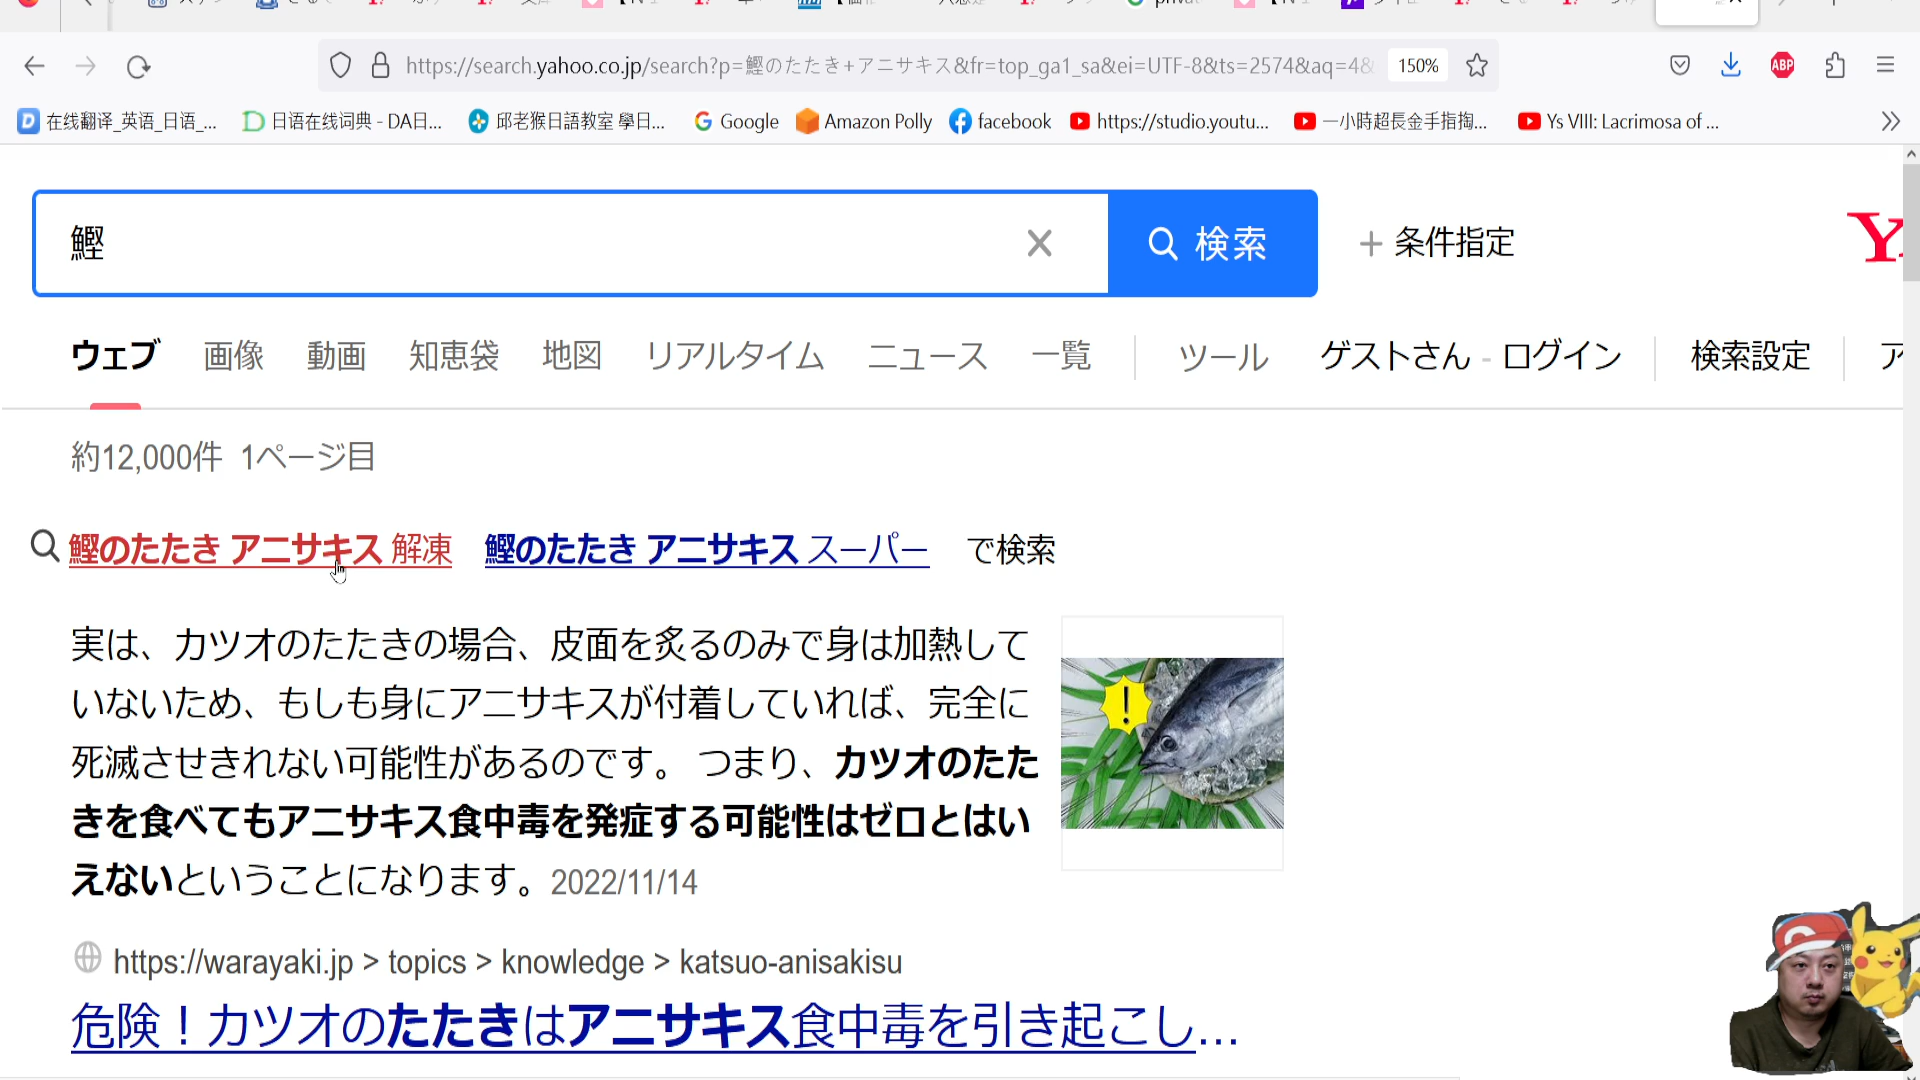 https://search.yahoo.co.jp/search?p=鰹のたたき+アニサキス&fr=top_ga1_sa&ei=UTF-8&ts=2574&aq=4&
150%
ABP
在线翻译_英语_日语_...
日语在线词典 - DA日...
邱老猴日語教室 學日...
Google
Amazon Polly
facebook
https://studio.youtu...
一小時超長金手指掏...
Ys VIII: Lacrimosa of ...
鰹
検索
+ 条件指定
ウェブ 画像 動画 知恵袋 地図 リアルタイム ニュース 一覧 ツール ゲストさん - ログイン 検索設定
約12,000件 1ページ目
鰹のたたき アニサキス 解凍 鰹のたたき アニサキス スーパー で検索
実は、カツオのたたきの場合、皮面を炙るのみで身は加熱して
いないため、もしも身にアニサキスが付着していれば、完全に
死滅させきれない可能性があるのです。 つまり、カツオのたた
きを食べてもアニサキス食中毒を発症する可能性はゼロとはい
えないということになります。2022/11/14
https://warayaki.jp > topics > knowledge > katsuo-anisakisu
危険！カツオのたたきはアニサキス食中毒を引き起こし...